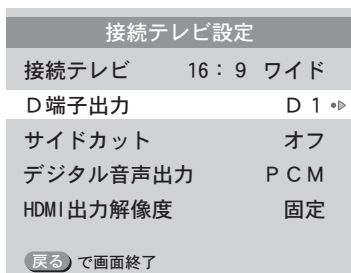 接続テレビ設定
接続テレビ 16：9 ワイド
D端子出力 D1
サイドカット オフ
デジタル音声出力 PCM
HDMI出力解像度 固定
戻る で画面終了